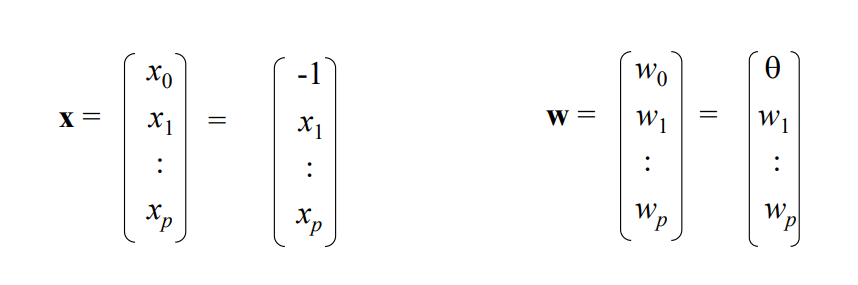 x = x0 = -1 w = w0 = θ
x1 x1 w1 w1
: : : :
xp xp wp wp